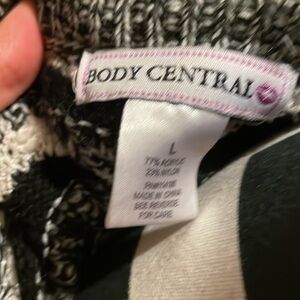 BODY CENTRAL
L
77% ACRYLIC
23% NYLON
MADE IN CHINA
SEE REVERSE
FOR CARE